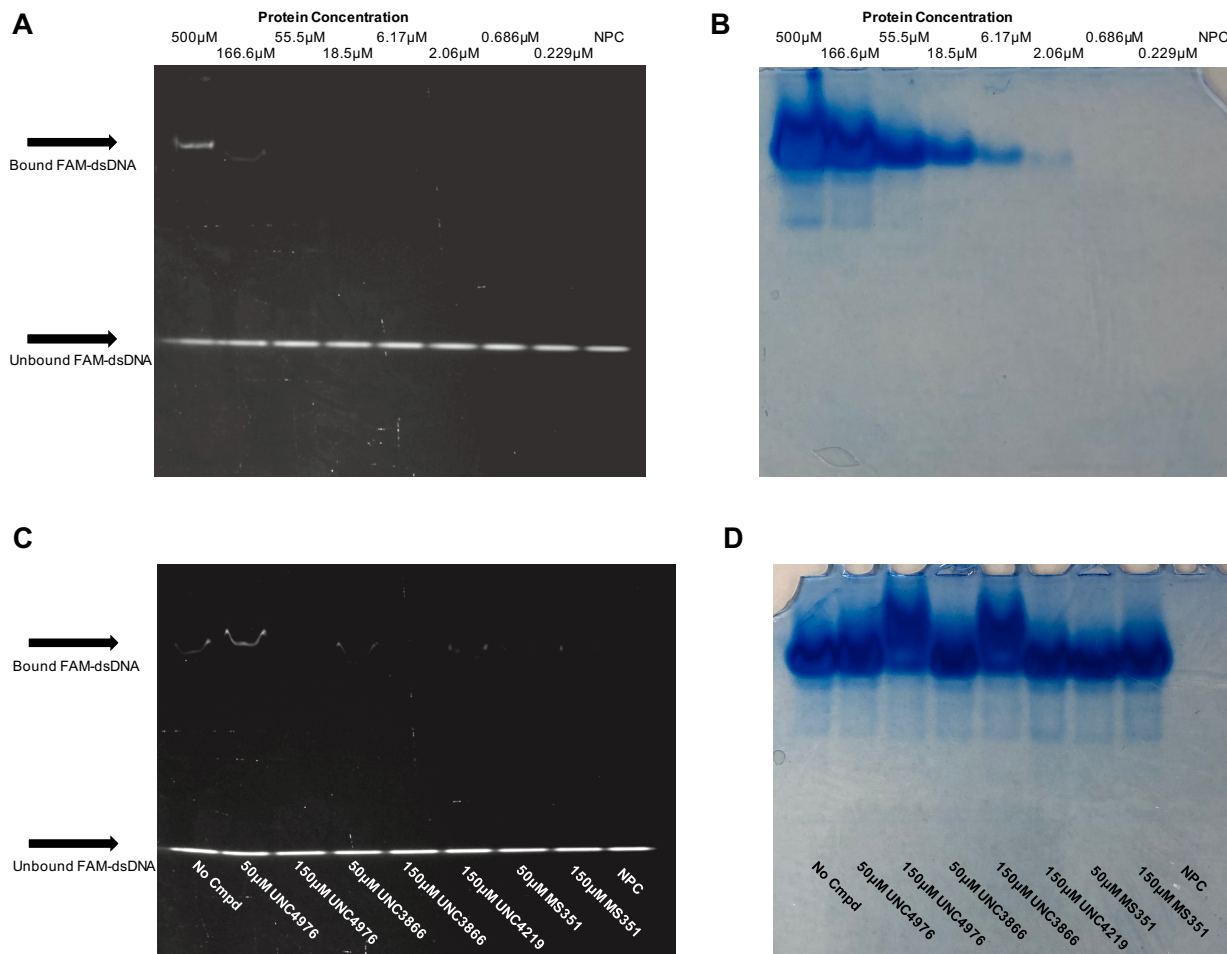 A
Protein Concentration
500µM 55.5µM 6.17µM 0.686µM NPC
166.6µM 18.5µM 2.06µM 0.229µM
Bound FAM-dsDNA
Unbound FAM-dsDNA
B
Protein Concentration
500µM 55.5µM 6.17µM 0.686µM NPC
166.6µM 18.5µM 2.06µM 0.229µM
C
Bound FAM-dsDNA
Unbound FAM-dsDNA
No Cmpd
50µM UNC4976
150µM UNC4976
50µM UNC3866
150µM UNC3866
150µM UNC4219
50µM MS351
150µM MS351
NPC
D
No Cmpd
50µM UNC4976
150µM UNC4976
50µM UNC3866
150µM UNC3866
150µM UNC4219
50µM MS351
150µM MS351
NPC